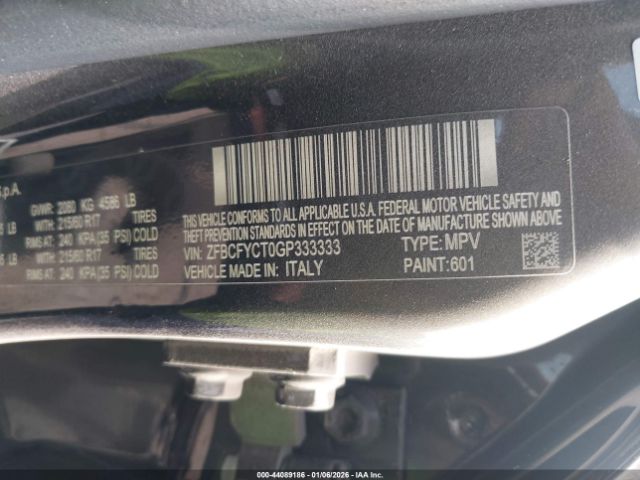 S.p.A.
GVWR: 2080 KG 4586 LB
LB WITH: 215/60 R17 TIRES
RIMS AT: 240 KPA(35 PSI) COLD
LB WITH: 215/60 R17 TIRES
RIMS AT: 240 KPA(35 PSI) COLD
THIS VEHICLE CONFORMS TO ALL APPLICABLE U.S.A. FEDERAL MOTOR VEHICLE SAFETY AND
THEFT PREVENTION STANDARDS IN EFFECT ON THE DATE OF MANUFACTURE SHOWN ABOVE.
VIN: ZFBCFYCT0GP333333 TYPE: MPV
VEHICLE MADE IN: ITALY PAINT: 601
000-44089186 - 01/06/2026 - IAA Inc.